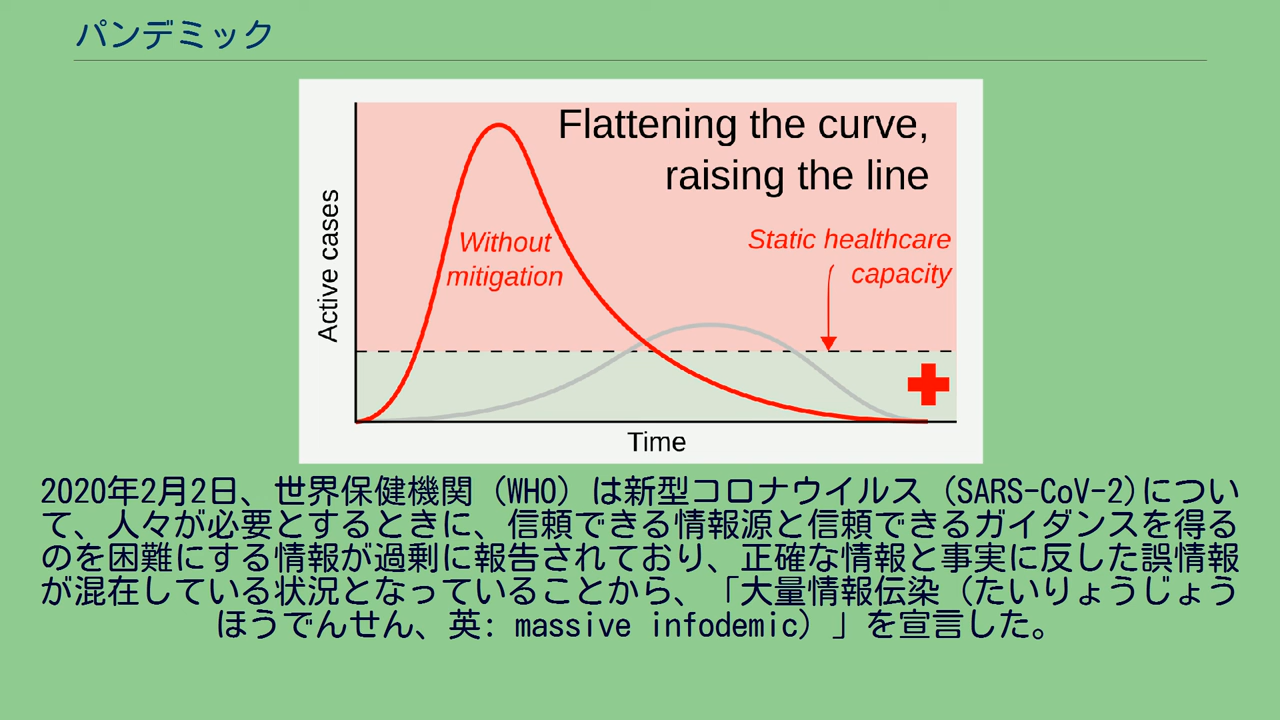 パンデミック
Flattening the curve,
raising the line
Without
mitigation
Static healthcare
capacity
Active cases
Time
2020年2月2日、世界保健機関（WHO）は新型コロナウイルス（SARS-CoV-2)につい
て、人々が必要とするときに、信頼できる情報源と信頼できるガイダンスを得る
のを困難にする情報が過剰に報告されており、正確な情報と事実に反した誤情報
が混在している状況となっていることから、「大量情報伝染（たいりょうじょう
ほうでんせん、英: massive infodemic）」を宣言した。